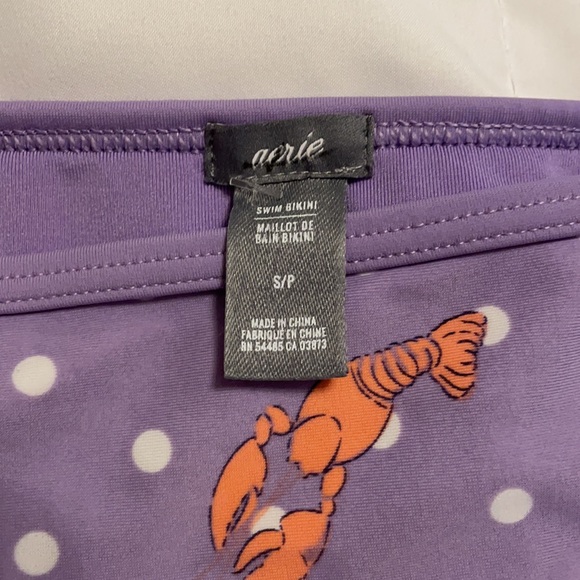 aerie
SWIM BIKINI
MAILLOT DE
BAIN BIKINI
S/P
MADE IN CHINA
FABRIQUÉ EN CHINE
RN 54485 CA 03873